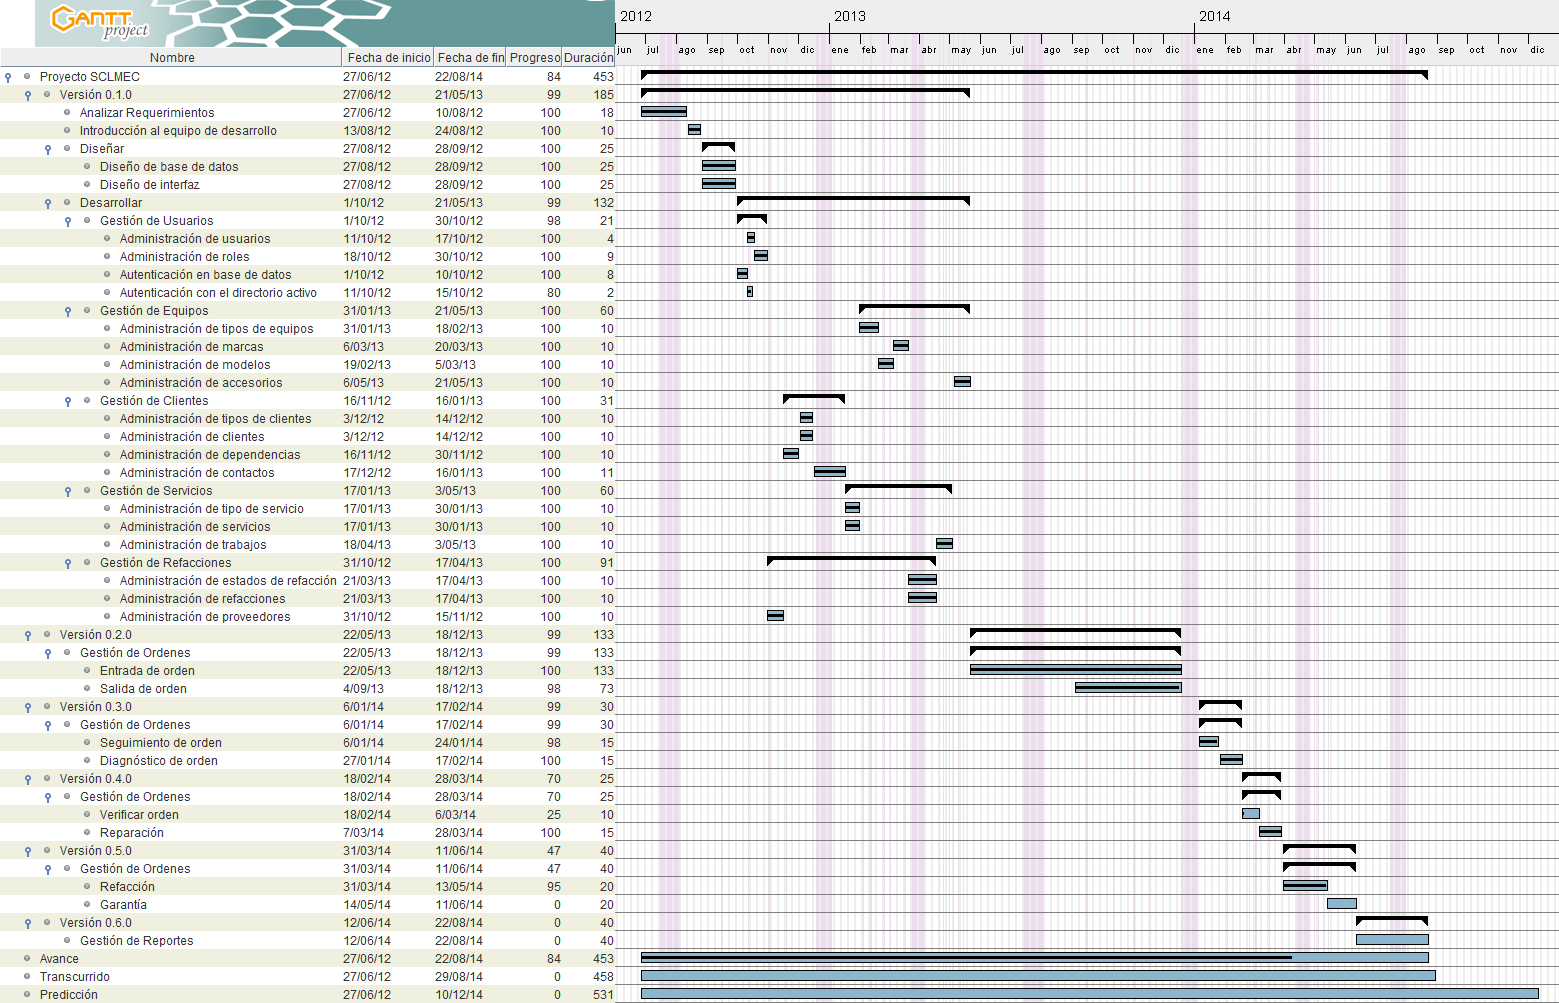 GANTT
project
2012 2013 2014
jun jul ago sep oct nov dic ene feb mar abr may jun jul ago sep oct nov dic ene feb mar abr may jun jul ago sep oct nov dic
Nombre Fecha de inicio Fecha de fin Progreso Duración
Proyecto SCLMEC 27/06/12 22/08/14 84 453
Versión 0.1.0 27/06/12 21/05/13 99 185
Analizar Requerimientos 27/06/12 10/08/12 100 18
Introducción al equipo de desarrollo 13/08/12 24/08/12 100 10
Diseñar 27/08/12 28/09/12 100 25
Diseño de base de datos 27/08/12 28/09/12 100 25
Diseño de interfaz 27/08/12 28/09/12 100 25
Desarrollar 1/10/12 21/05/13 99 132
Gestión de Usuarios 1/10/12 30/10/12 98 21
Administración de usuarios 11/10/12 17/10/12 100 4
Administración de roles 18/10/12 30/10/12 100 9
Autenticación en base de datos 1/10/12 10/10/12 100 8
Autenticación con el directorio activo 11/10/12 15/10/12 80 2
Gestión de Equipos 31/01/13 21/05/13 100 60
Administración de tipos de equipos 31/01/13 18/02/13 100 10
Administración de marcas 6/03/13 20/03/13 100 10
Administración de modelos 19/02/13 5/03/13 100 10
Administración de accesorios 6/05/13 21/05/13 100 10
Gestión de Clientes 16/11/12 16/01/13 100 31
Administración de tipos de clientes 3/12/12 14/12/12 100 10
Administración de clientes 3/12/12 14/12/12 100 10
Administración de dependencias 16/11/12 30/11/12 100 10
Administración de contactos 17/12/12 16/01/13 100 11
Gestión de Servicios 17/01/13 3/05/13 100 60
Administración de tipo de servicio 17/01/13 30/01/13 100 10
Administración de servicios 17/01/13 30/01/13 100 10
Administración de trabajos 18/04/13 3/05/13 100 10
Gestión de Refacciones 31/10/12 17/04/13 100 91
Administración de estados de refacción 21/03/13 17/04/13 100 10
Administración de refacciones 21/03/13 17/04/13 100 10
Administración de proveedores 31/10/12 15/11/12 100 10
Versión 0.2.0 22/05/13 18/12/13 99 133
Gestión de Ordenes 22/05/13 18/12/13 99 133
Entrada de orden 22/05/13 18/12/13 100 133
Salida de orden 4/09/13 18/12/13 98 73
Versión 0.3.0 6/01/14 17/02/14 99 30
Gestión de Ordenes 6/01/14 17/02/14 99 30
Seguimiento de orden 6/01/14 24/01/14 98 15
Diagnóstico de orden 27/01/14 17/02/14 100 15
Versión 0.4.0 18/02/14 28/03/14 70 25
Gestión de Ordenes 18/02/14 28/03/14 70 25
Verificar orden 18/02/14 6/03/14 25 10
Reparación 7/03/14 28/03/14 100 15
Versión 0.5.0 31/03/14 11/06/14 47 40
Gestión de Ordenes 31/03/14 11/06/14 47 40
Refacción 31/03/14 13/05/14 95 20
Garantía 14/05/14 11/06/14 0 20
Versión 0.6.0 12/06/14 22/08/14 0 40
Gestión de Reportes 12/06/14 22/08/14 0 40
Avance 27/06/12 22/08/14 84 453
Transcurrido 27/06/12 29/08/14 0 458
Predicción 27/06/12 10/12/14 0 531